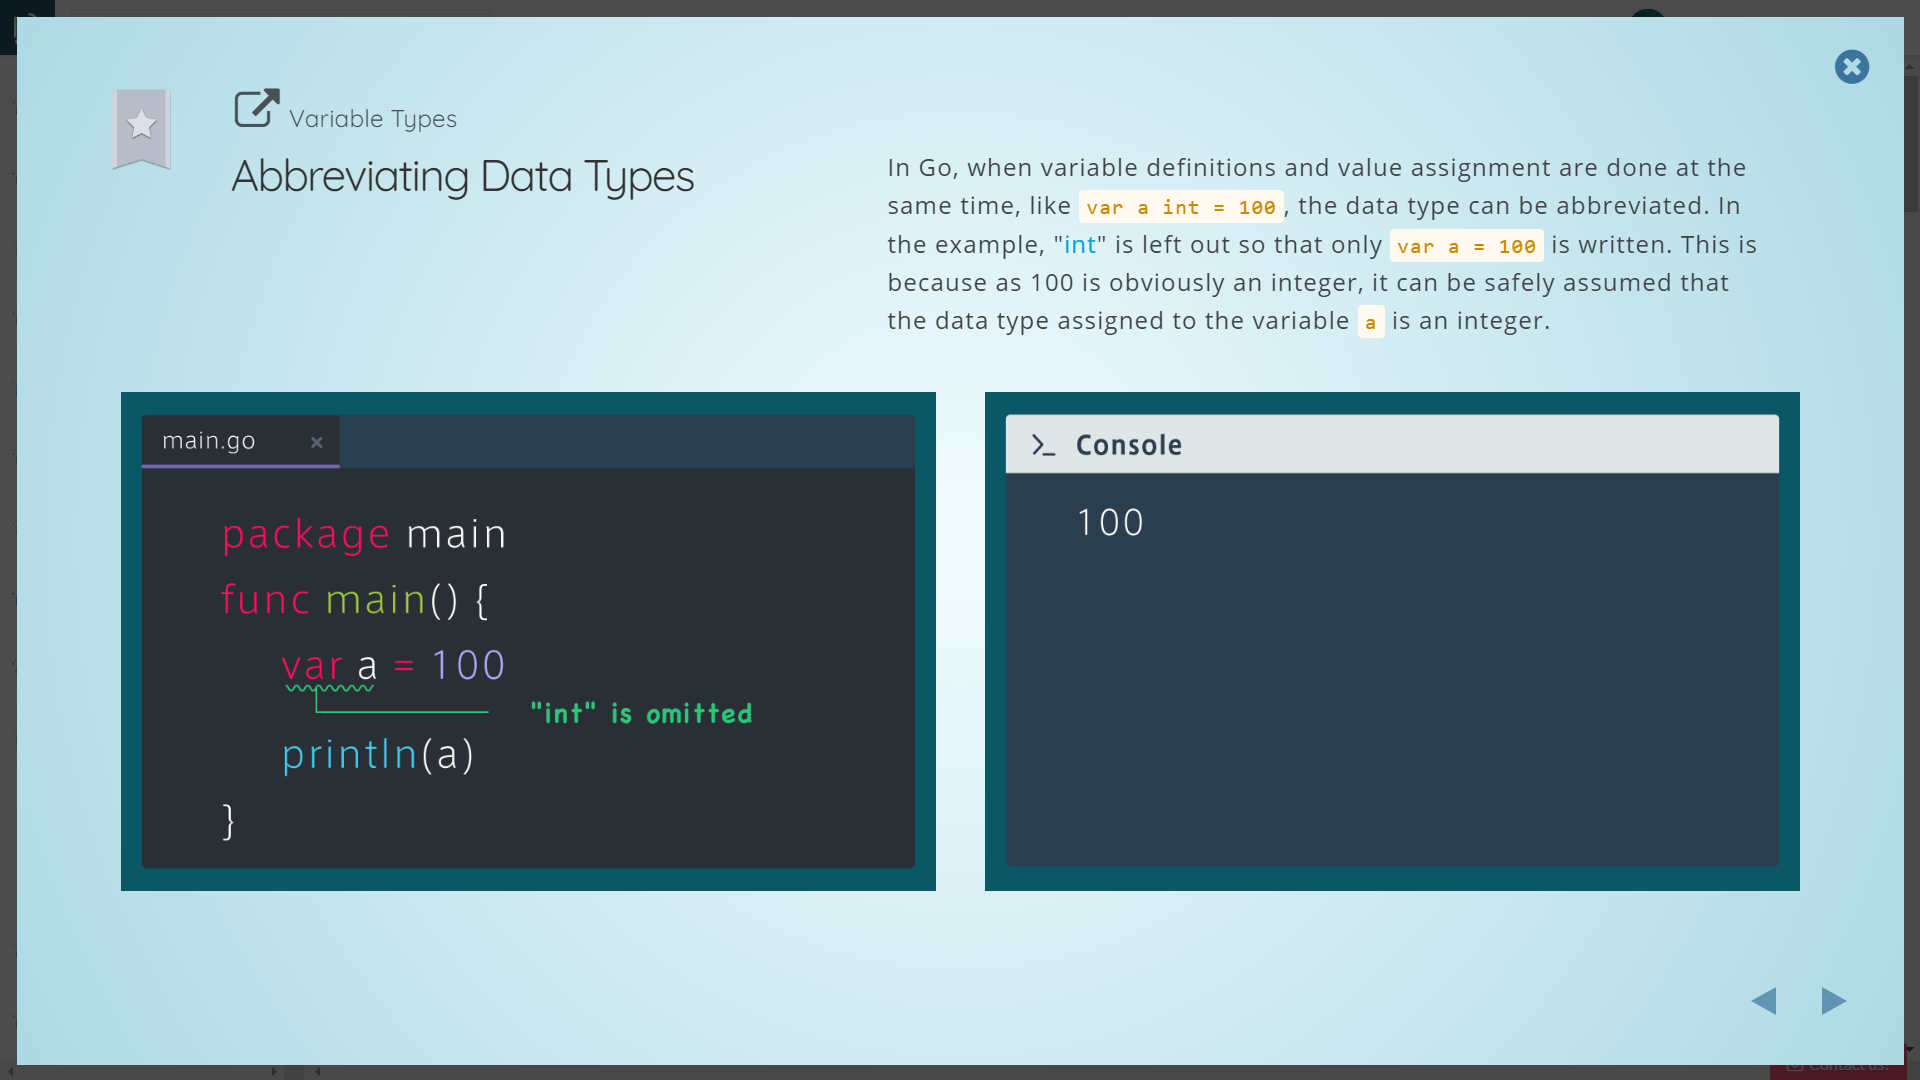 Variable Types
Abbreviating Data Types
In Go, when variable definitions and value assignment are done at the
same time, like var a int = 100, the data type can be abbreviated. In
the example, "int" is left out so that only var a = 100 is written. This is
because as 100 is obviously an integer, it can be safely assumed that
the data type assigned to the variable a is an integer.
main.go ×
package main
func main() {
var a = 100
"int" is omitted
println(a)
}
>_ Console
100
Contact us!